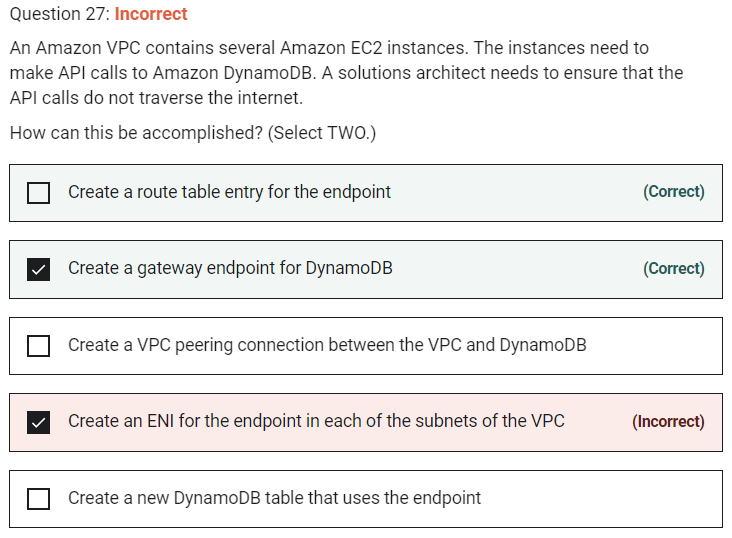 Question 27: Incorrect
An Amazon VPC contains several Amazon EC2 instances. The instances need to
make API calls to Amazon DynamoDB. A solutions architect needs to ensure that the
API calls do not traverse the internet.
How can this be accomplished? (Select TWO.)
Create a route table entry for the endpoint (Correct)
Create a gateway endpoint for DynamoDB (Correct)
Create a VPC peering connection between the VPC and DynamoDB
Create an ENI for the endpoint in each of the subnets of the VPC (Incorrect)
Create a new DynamoDB table that uses the endpoint